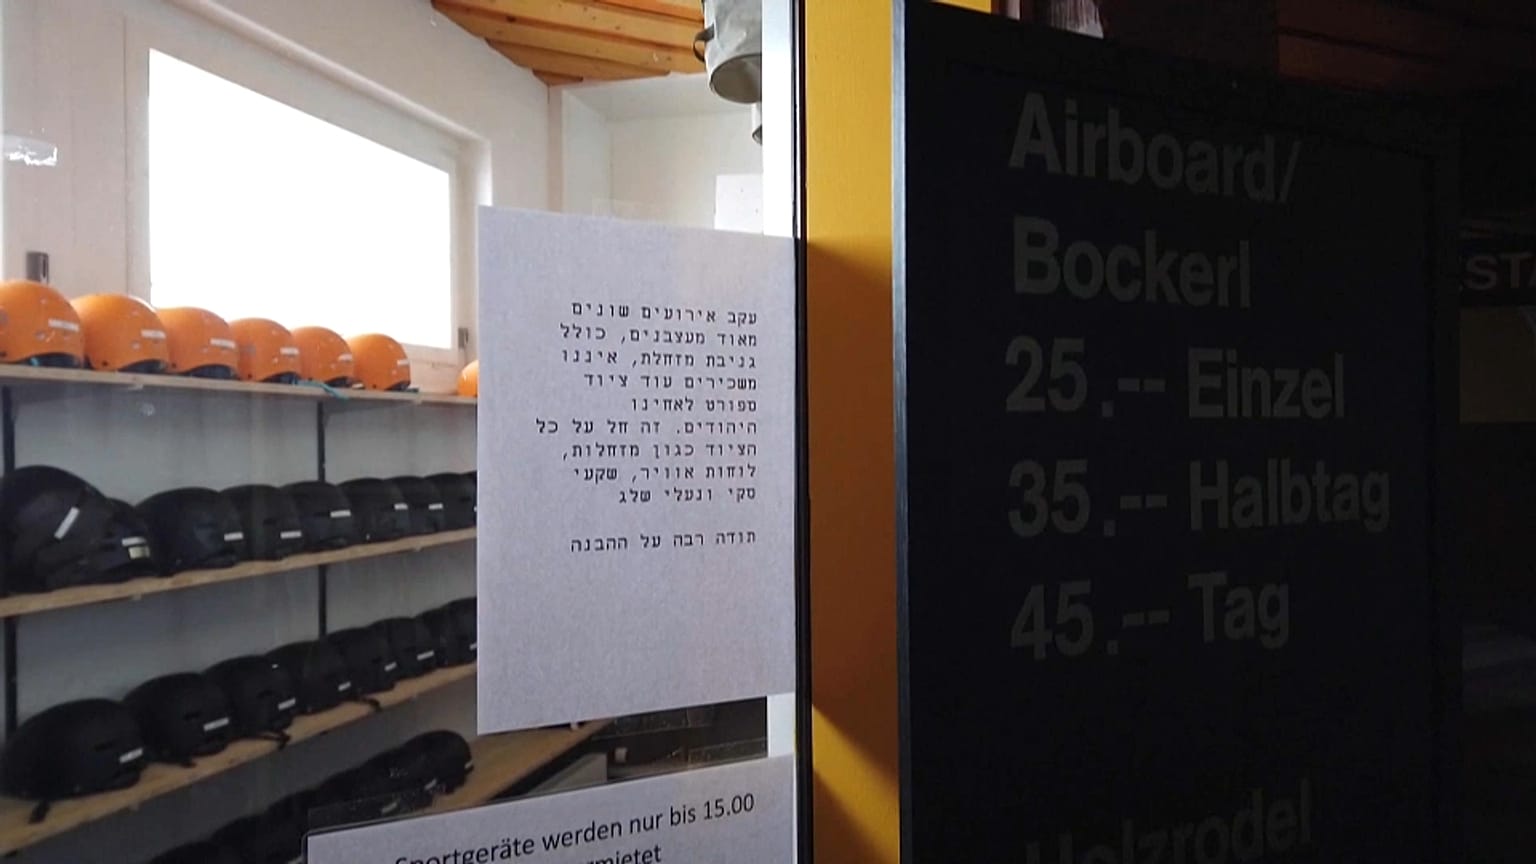 עקב אירועים שונים
מאוד מעצבנים, כולל
גניבת מזחלת, איננו
משכירים עוד ציוד
ספורט לאחינו
היהודים. זה חל על כל
הציוד כגון מזחלות,
לוחות אוויר, שקעי
סקי ונעלי שלג
תודה רבה על ההבנה
Sportgeräte werden nur bis 15.00
Airboard/
Bockerl
25.-- Einzel
35.-- Halbtag
45.-- Tag
Holzrodel